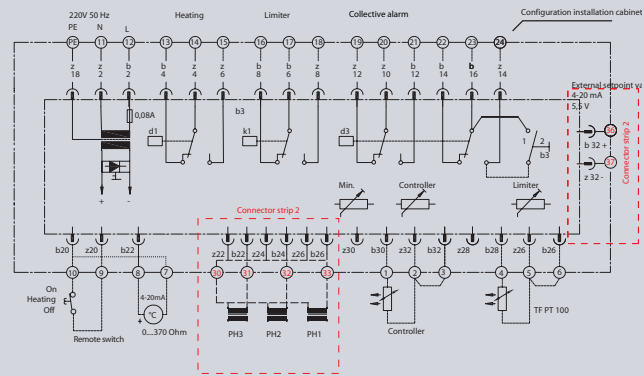 220V 50 Hz
PE N L
Heating
Limiter
Collective alarm
Configuration installation cabinet
PE 11 12 13 14 15 16 17 18 19 20 21 22 23 24
z b b z z b b z z z b b b z
18 2 2 4 4 6 8 6 8 12 10 12 14 16 14
External setpoint va
4-20 mA
5,5 V
0,08A
b3
d1
k1
d3
1 2
b3
36
b 32 +
37
z 32 -
Connector strip 2
+ -
Min.
Controller
Limiter
Connector strip 2
b20 z20 b22 z22 b22 z24 b24 z26 b26 z30 b30 z32 b32 z28 b28 z26 b26
10 9 8 7 30 31 32 33 1 2 3 4 5 6
On
Heating
Off
4-20mA
°C
+
0....370 Ohm
Remote switch
PH3 PH2 PH1
Controller
TF PT 100